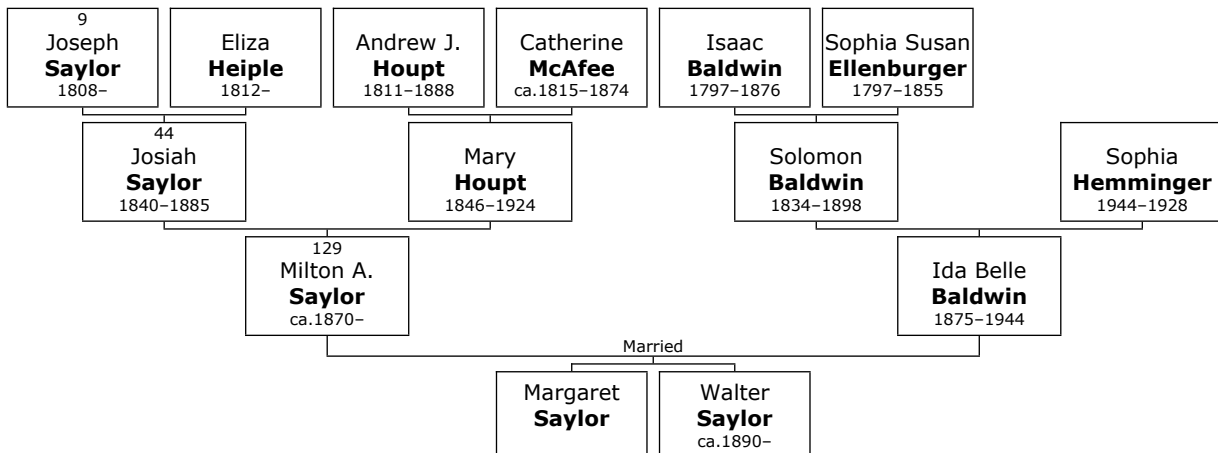 9
Joseph
Saylor
1808–
Eliza
Heiple
1812–
Andrew J.
Houpt
1811–1888
Catherine
McAfee
ca.1815–1874
Isaac
Baldwin
1797–1876
Sophia Susan
Ellenburger
1797–1855
44
Josiah
Saylor
1840–1885
Mary
Houpt
1846–1924
Solomon
Baldwin
1834–1898
Sophia
Hemminger
1944–1928
129
Milton A.
Saylor
ca.1870–
Ida Belle
Baldwin
1875–1944
Married
Margaret
Saylor
Walter
Saylor
ca.1890–